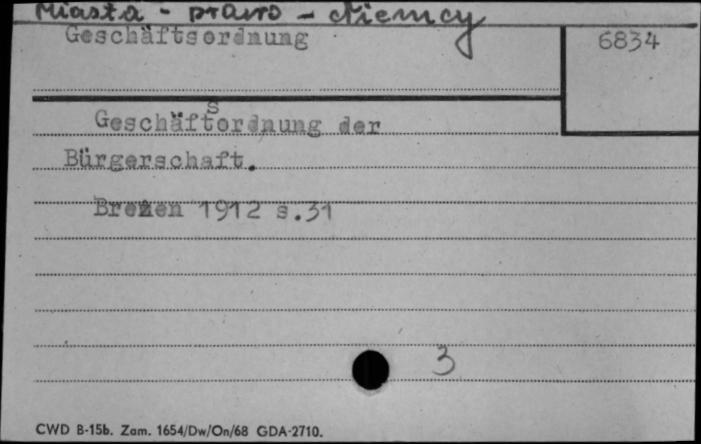 Miasta - prawo - Niemcy
Geschäftsordnung
6834
Geschäftsordnung der
Bürgerschaft.
Bremen 1912 s.31
3
CWD B-15b. Zam. 1654/Dw/On/68 GDA-2710.